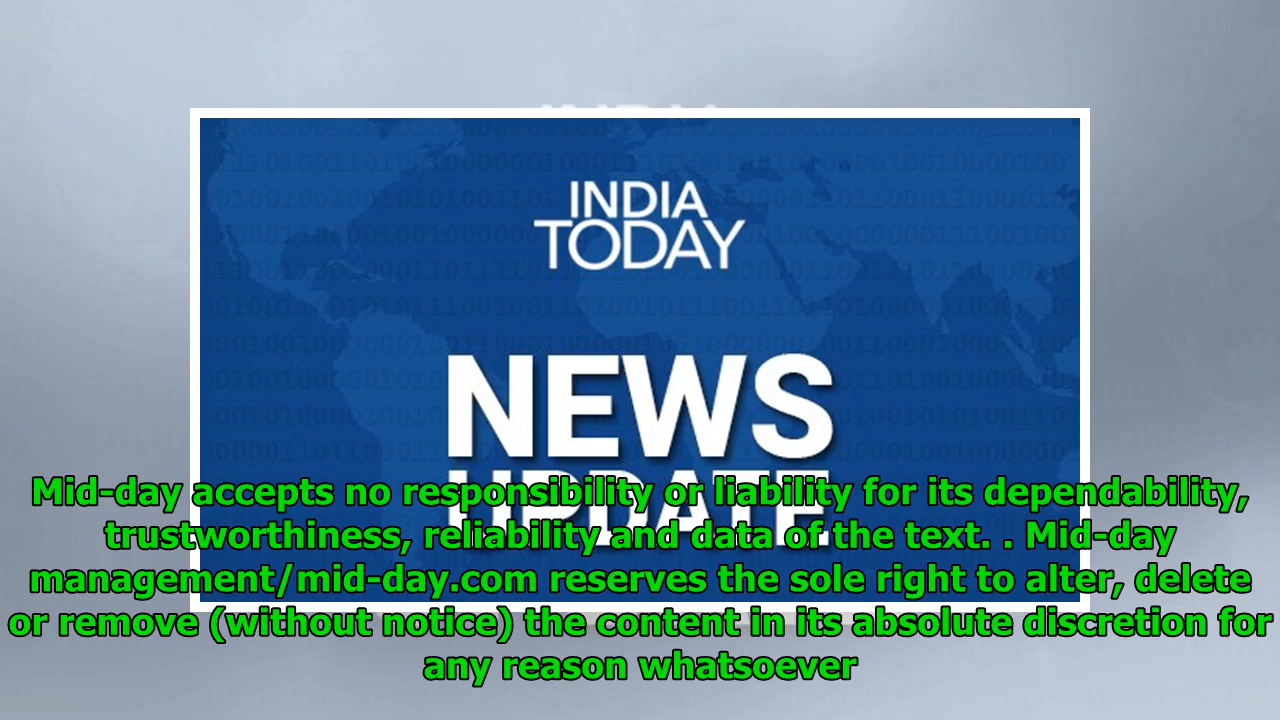 INDIA
TODAY
NEWS
UPDATE
Mid-day accepts no responsibility or liability for its dependability,
trustworthiness, reliability and data of the text. . Mid-day
management/mid-day.com reserves the sole right to alter, delete
or remove (without notice) the content in its absolute discretion for
any reason whatsoever